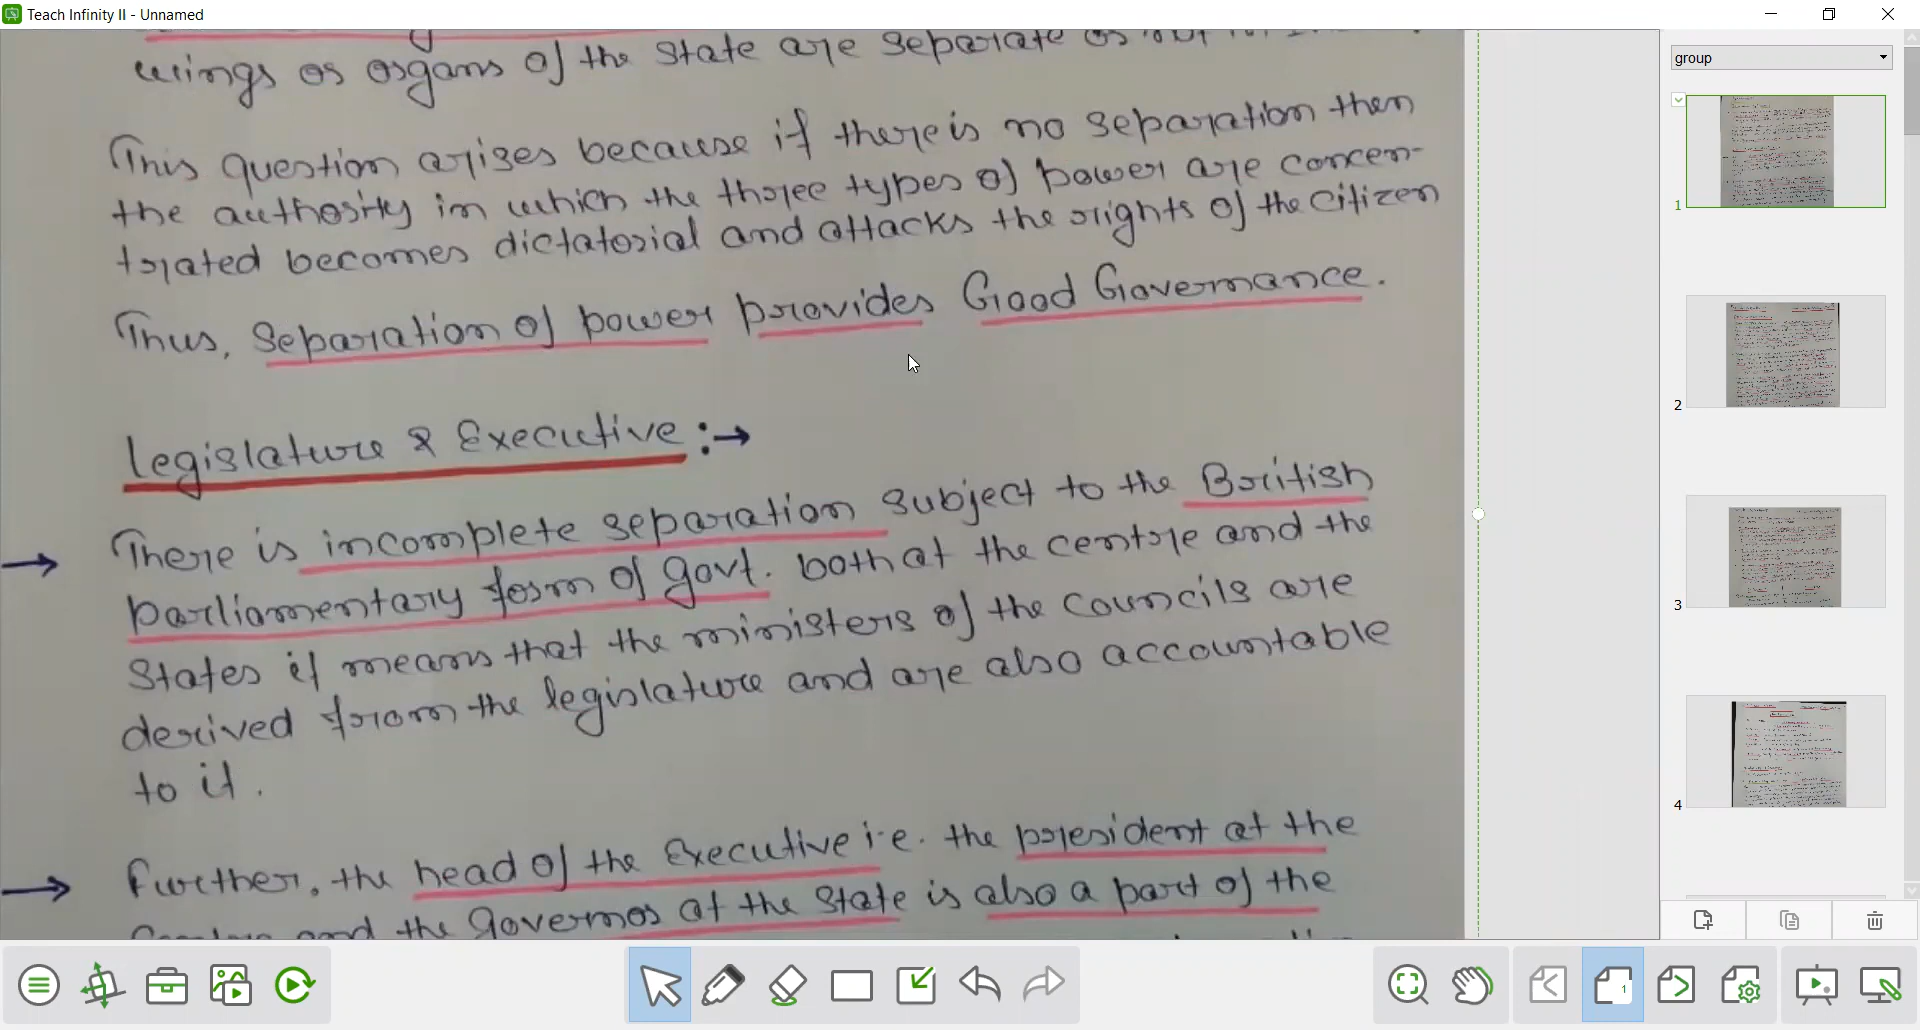 Teach Infinity II - Unnamed
group
wings or organs of the State are separate or not
This question arises because if there is no separation then
the authority in which the three types of power are concen-
trated becomes dictatorial and attacks the rights of the citizen
Thus, Separation of power provides Good Governance.
Legislature & Executive :→
→ There is incomplete separation subject to the British
parliamentary form of govt. both at the centre and the
States it means that the ministers of the Councils are
derived from the legislature and are also accountable
to it.
→ Further, the head of the Executive i.e. the president at the
and the Governor at the State is also a part of the
1
2
3
4
1